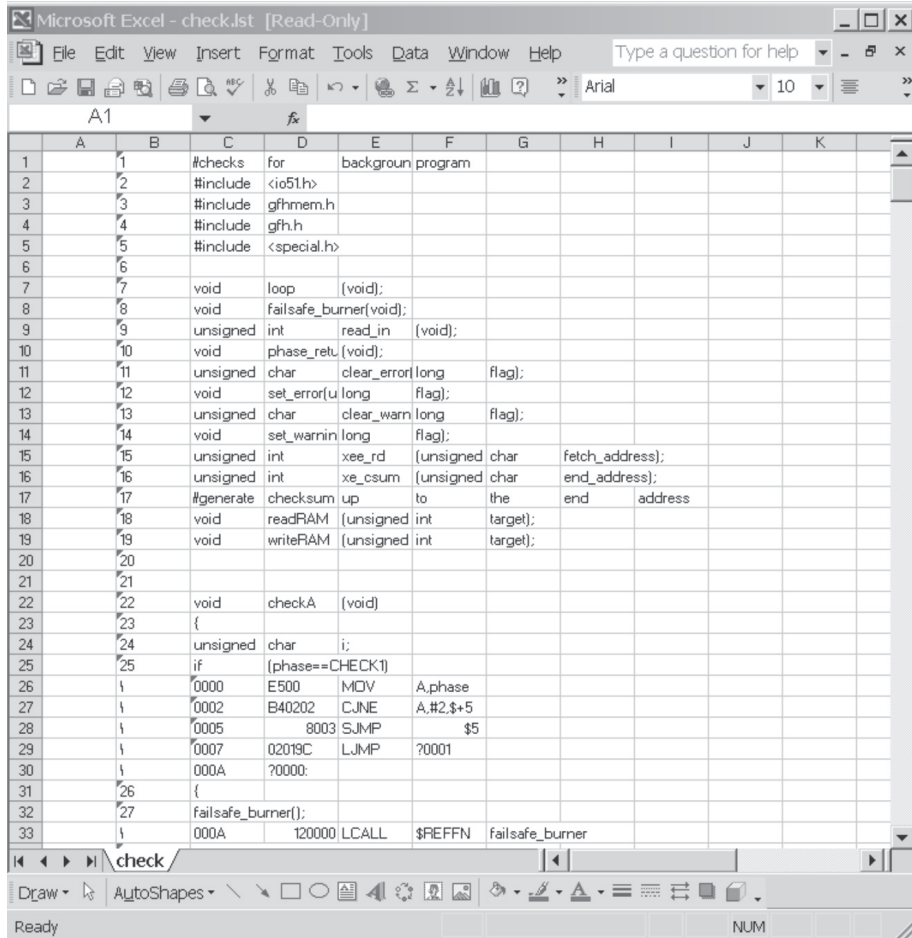 Microsoft Excel - check.lst [Read-Only]
File Edit View Insert Format Tools Data Window Help Type a question for help
Arial 10
A1 fx
A B C D E F G H I J K
1 1 #checks for backgroun program
2 2 #include <io51.h>
3 3 #include gfhmem.h
4 4 #include gfh.h
5 5 #include <special.h>
6 6
7 7 void loop (void);
8 8 void failsafe_burner(void);
9 9 unsigned int read_in (void);
10 10 void phase_retu (void);
11 11 unsigned char clear_error( long flag);
12 12 void set_error(u long flag);
13 13 unsigned char clear_warn long flag);
14 14 void set_warnin long flag);
15 15 unsigned int xee_rd (unsigned char fetch_address);
16 16 unsigned int xe_csum (unsigned char end_address);
17 17 #generate checksum up to the end address
18 18 void readRAM (unsigned int target);
19 19 void writeRAM (unsigned int target);
20 20
21 21
22 22 void checkA (void)
23 23 {
24 24 unsigned char i;
25 25 if (phase==CHECK1)
26 \ 0000 E500 MOV A,phase
27 \ 0002 B40202 CJNE A,#2,$+5
28 \ 0005 8003 SJMP $5
29 \ 0007 02019C LJMP ?0001
30 \ 000A ?0000:
31 26 {
32 27 failsafe_burner();
33 \ 000A 120000 LCALL $REFFN failsafe_burner
check
Draw AutoShapes
Ready NUM